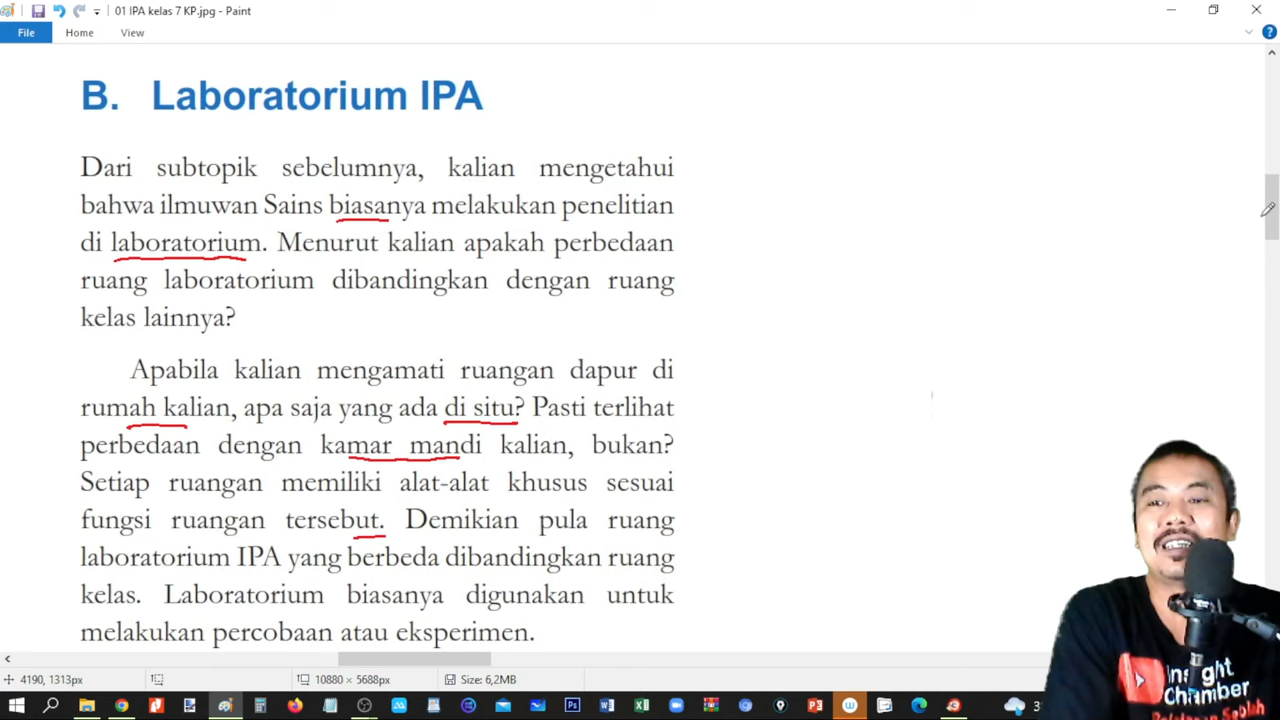 01 IPA kelas 7 KP.jpg - Paint
File Home View
B. Laboratorium IPA
Dari subtopik sebelumnya, kalian mengetahui
bahwa ilmuwan Sains biasanya melakukan penelitian
di laboratorium. Menurut kalian apakah perbedaan
ruang laboratorium dibandingkan dengan ruang
kelas lainnya?
Apabila kalian mengamati ruangan dapur di
rumah kalian, apa saja yang ada di situ? Pasti terlihat
perbedaan dengan kamar mandi kalian, bukan?
Setiap ruangan memiliki alat-alat khusus sesuai
fungsi ruangan tersebut. Demikian pula ruang
laboratorium IPA yang berbeda dibandingkan ruang
kelas. Laboratorium biasanya digunakan untuk
melakukan percobaan atau eksperimen.
Insight
Chamber
4190, 1313px 10880 × 5688px Size: 6,2MB